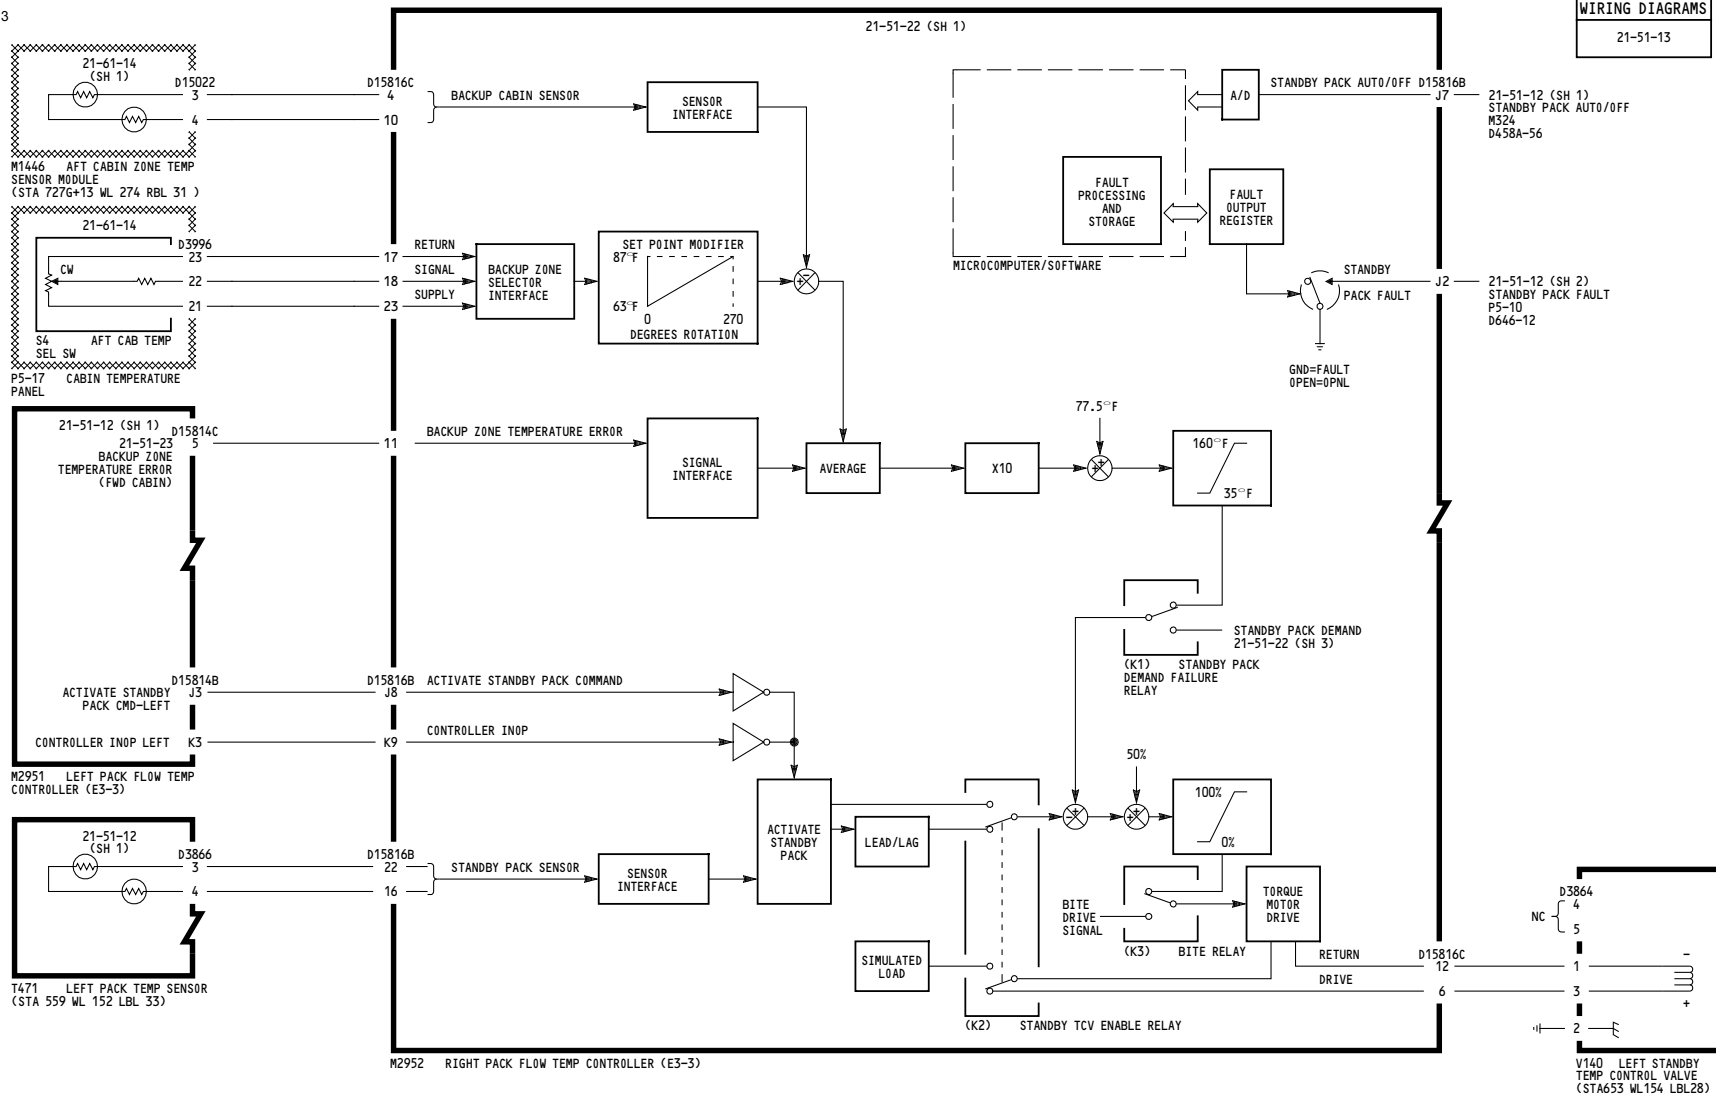 3
WIRING DIAGRAMS
21-51-13
21-51-22 (SH 1)
21-61-14
(SH 1)
D15022
3
4
M1446 AFT CABIN ZONE TEMP
SENSOR MODULE
(STA 727G+13 WL 274 RBL 31 )
D15816C
4
10
BACKUP CABIN SENSOR
SENSOR
INTERFACE
A/D
STANDBY PACK AUTO/OFF
D15816B
J7
21-51-12 (SH 1)
STANDBY PACK AUTO/OFF
M324
D458A-56
FAULT
PROCESSING
AND
STORAGE
FAULT
OUTPUT
REGISTER
MICROCOMPUTER/SOFTWARE
STANDBY
PACK FAULT
J2
21-51-12 (SH 2)
STANDBY PACK FAULT
P5-10
D646-12
GND=FAULT
OPEN=OPNL
21-61-14
D3996
23
22
21
CW
S4
SEL SW
AFT CAB TEMP
P5-17 CABIN TEMPERATURE
PANEL
17
18
23
RETURN
SIGNAL
SUPPLY
BACKUP ZONE
SELECTOR
INTERFACE
SET POINT MODIFIER
87°F
63°F
0
270
DEGREES ROTATION
+
-
21-51-12 (SH 1)
D15814C
21-51-23
5
BACKUP ZONE
TEMPERATURE ERROR
(FWD CABIN)
11
BACKUP ZONE TEMPERATURE ERROR
SIGNAL
INTERFACE
AVERAGE
X10
77.5°F
+
+
160°F
35°F
(K1) STANDBY PACK
DEMAND FAILURE
RELAY
STANDBY PACK DEMAND
21-51-22 (SH 3)
D15814B
ACTIVATE STANDBY
PACK CMD-LEFT
J3
CONTROLLER INOP LEFT
K3
M2951 LEFT PACK FLOW TEMP
CONTROLLER (E3-3)
D15816B
J8
ACTIVATE STANDBY PACK COMMAND
K9
CONTROLLER INOP
50%
-
+
+
+
100%
0%
ACTIVATE
STANDBY
PACK
LEAD/LAG
21-51-12
(SH 1)
D3866
3
4
T471 LEFT PACK TEMP SENSOR
(STA 559 WL 152 LBL 33)
D15816B
22
16
STANDBY PACK SENSOR
SENSOR
INTERFACE
SIMULATED
LOAD
(K2) STANDBY TCV ENABLE RELAY
BITE
DRIVE
SIGNAL
(K3) BITE RELAY
TORQUE
MOTOR
DRIVE
RETURN
DRIVE
D15816C
12
6
D3864
NC
4
5
1
3
2
-
+
M2952 RIGHT PACK FLOW TEMP CONTROLLER (E3-3)
V140 LEFT STANDBY
TEMP CONTROL VALVE
(STA653 WL154 LBL28)